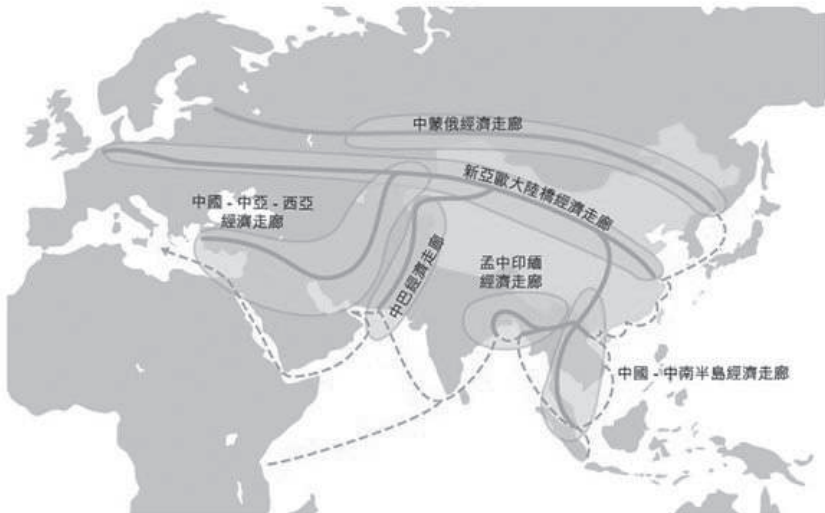 中蒙俄經濟走廊
新亞歐大陸橋經濟走廊
中國 - 中亞 - 西亞
經濟走廊
中巴經濟走廊
孟中印緬
經濟走廊
中國 - 中南半島經濟走廊